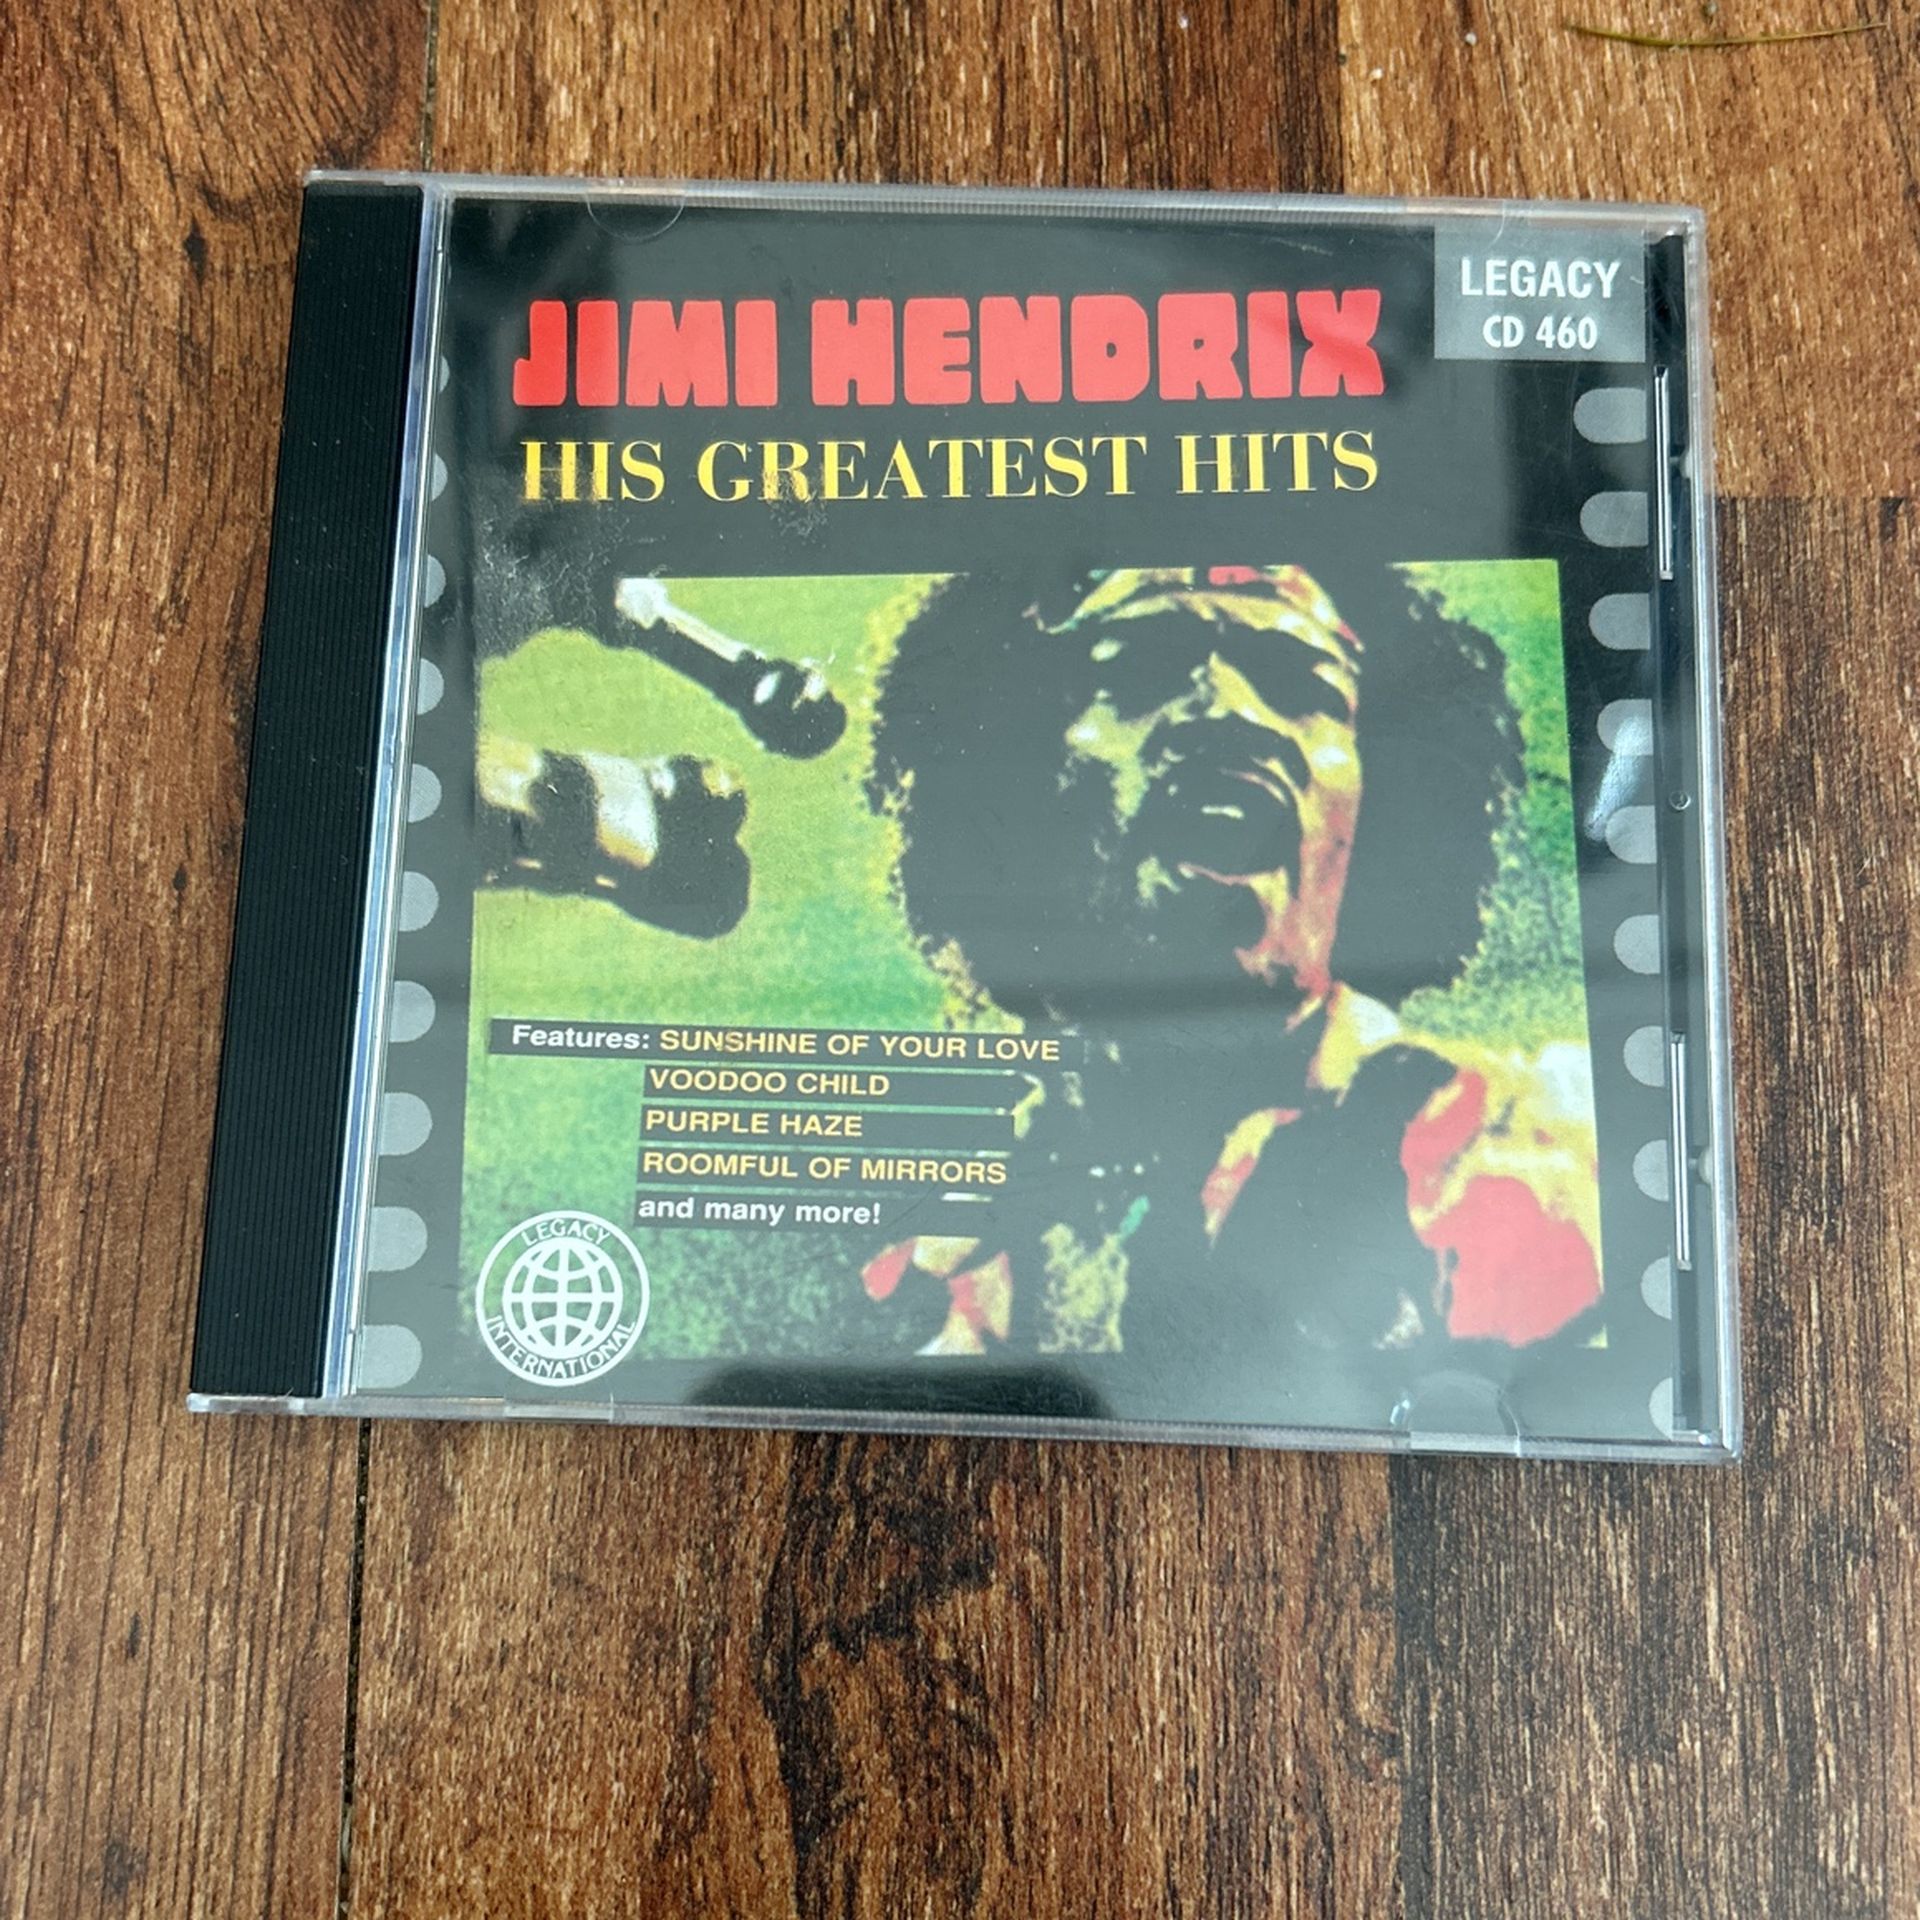 LEGACY
CD 460
JIMI HENDRIX
HIS GREATEST HITS
Features: SUNSHINE OF YOUR LOVE
VOODOO CHILD
PURPLE HAZE
ROOMFUL OF MIRRORS
and many more!
LEGACY
INTERNATIONAL